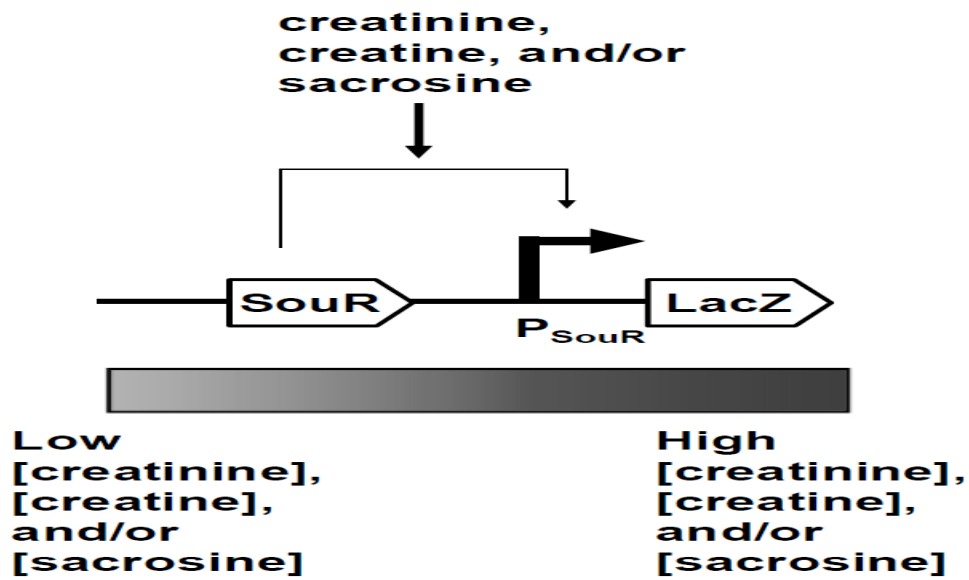 creatinine,
creatine, and/or
sacrosine
SouR
LacZ
PSouR
Low
[creatinine],
[creatine],
and/or
[sacrosine]
High
[creatinine],
[creatine],
and/or
[sacrosine]